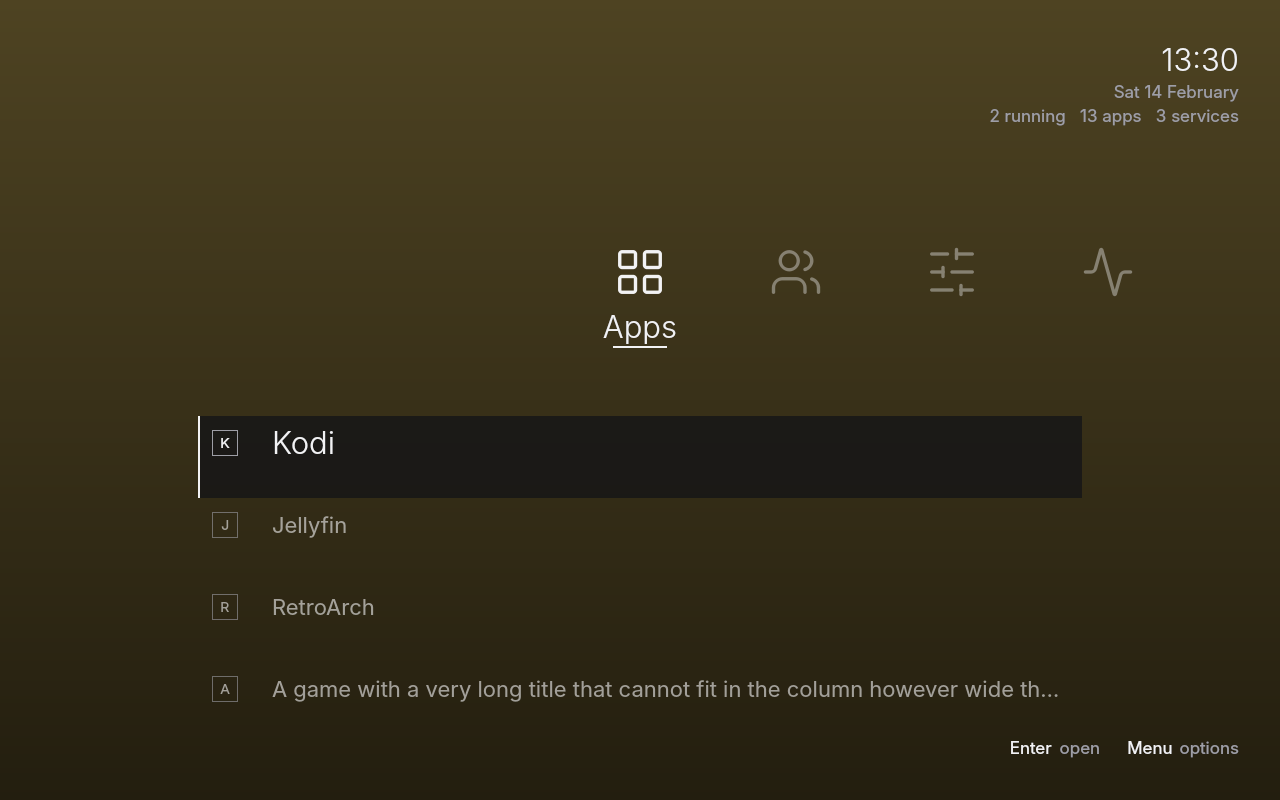 13:30
Sat 14 February
2 running 13 apps 3 services
Apps
K Kodi
J Jellyfin
R RetroArch
A A game with a very long title that cannot fit in the column however wide th…
Enter open Menu options